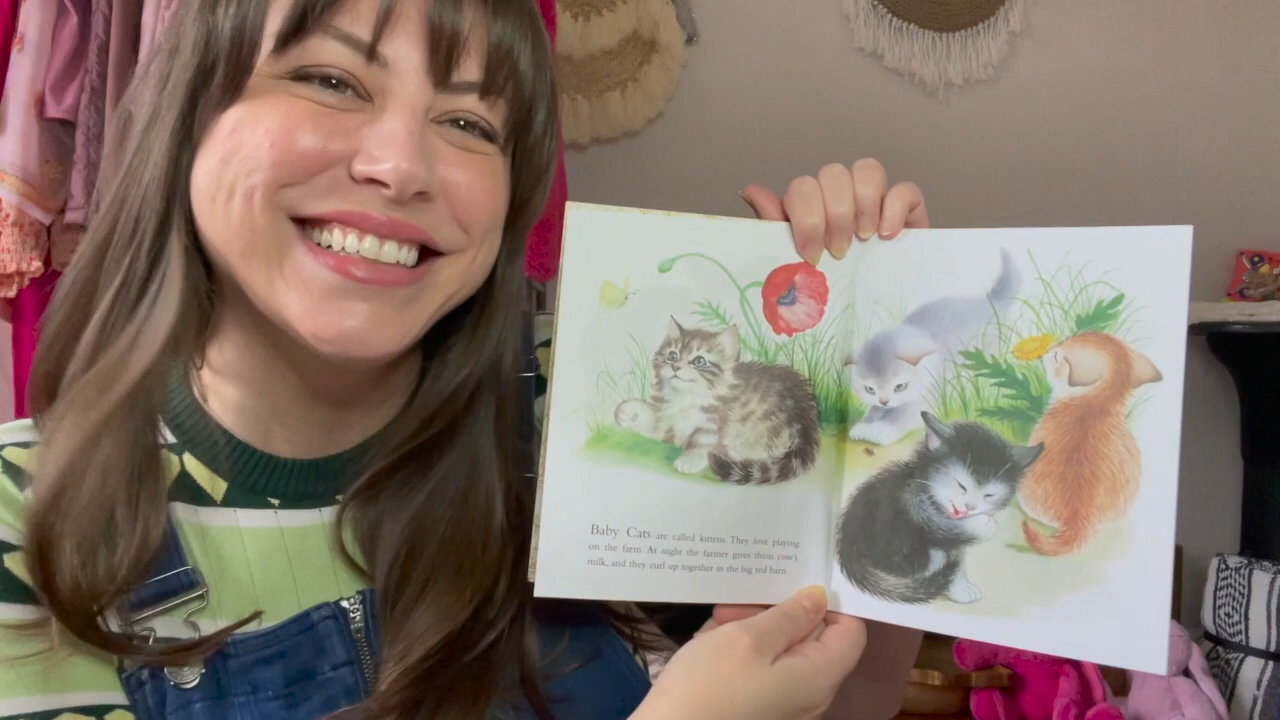 Baby Cats are called kittens. They love playing
on the farm. At night the farmer gives them cow's
milk, and they curl up together in the big red barn.